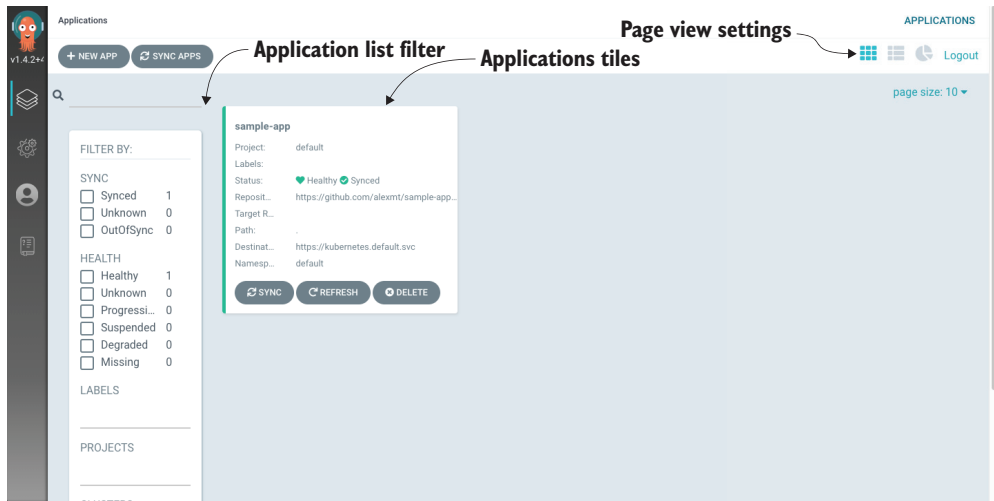 Applications
APPLICATIONS
v1.4.2+
+ NEW APP
SYNC APPS
Application list filter
Applications tiles
Page view settings
Logout
page size: 10
sample-app
Project: default
Labels:
Status: Healthy Synced
Reposit... https://github.com/alexmt/sample-app...
Target R...
Path: .
Destinat... https://kubernetes.default.svc
Namesp... default
SYNC
REFRESH
DELETE
FILTER BY:
SYNC
Synced 1
Unknown 0
OutOfSync 0
HEALTH
Healthy 1
Unknown 0
Progressi... 0
Suspended 0
Degraded 0
Missing 0
LABELS
PROJECTS